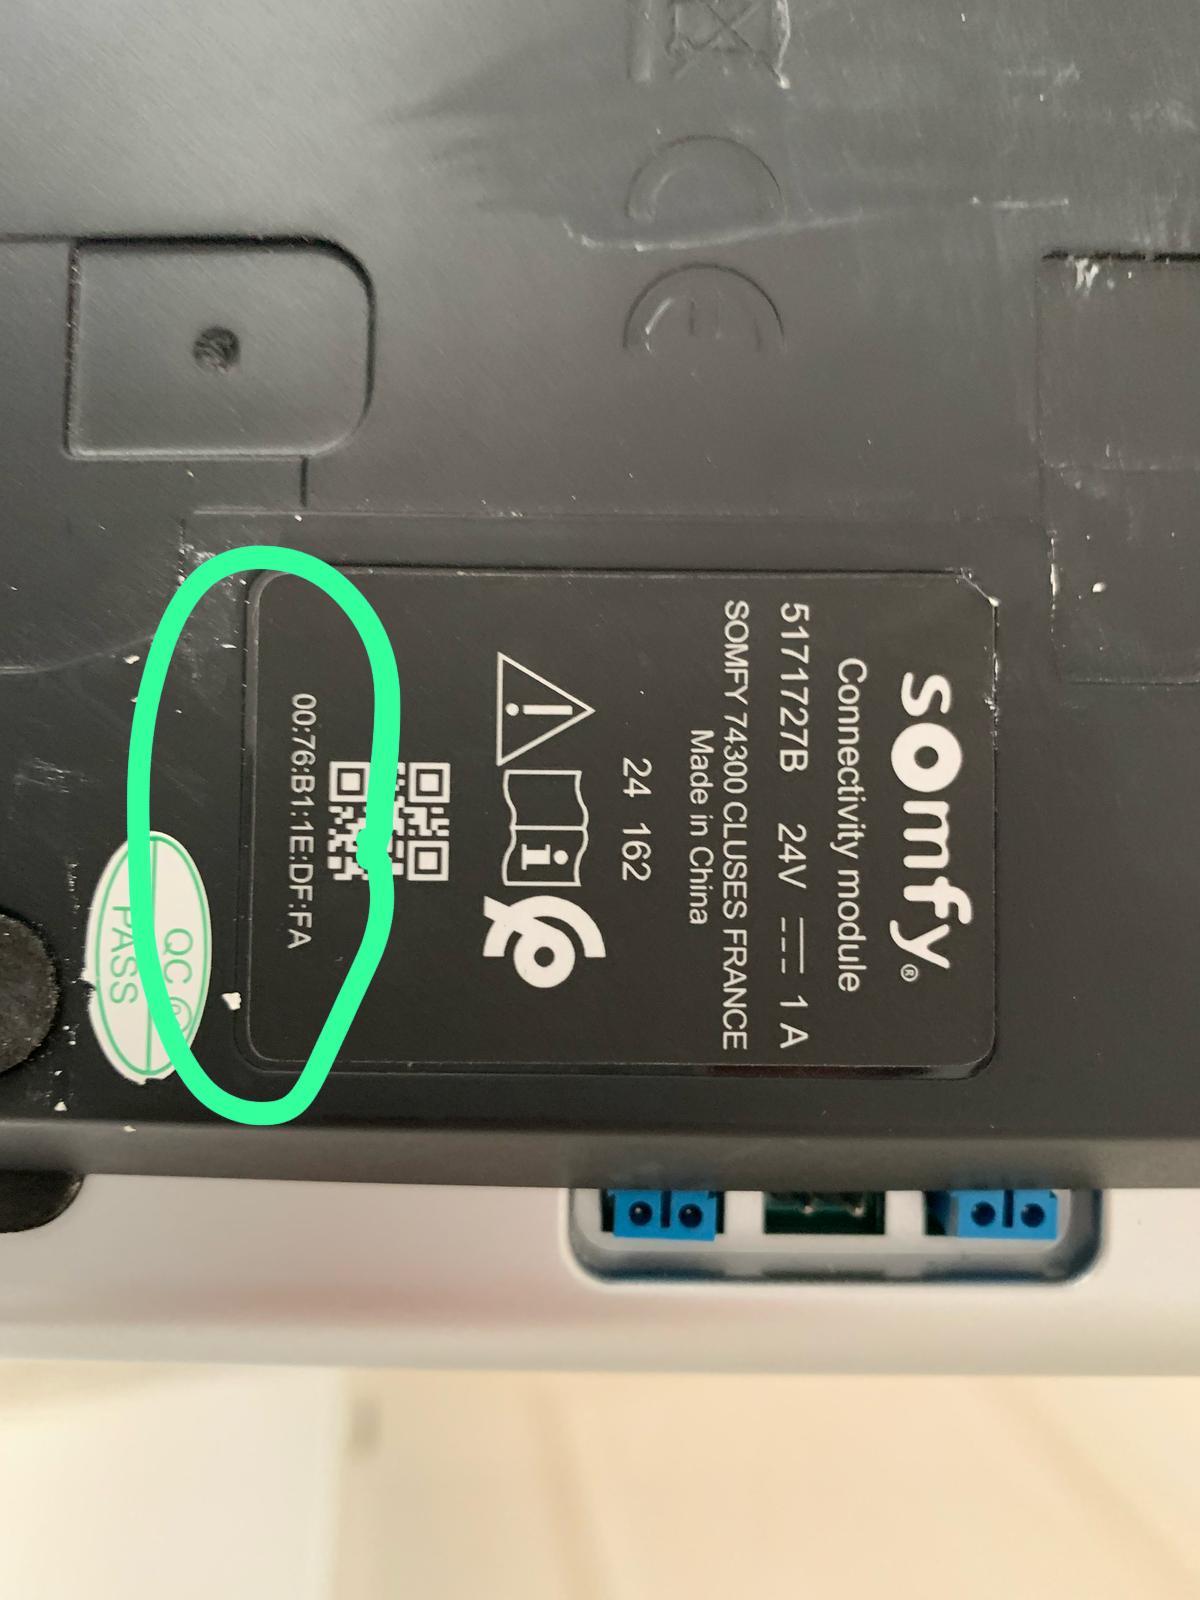 somfy®
Connectivity module
5171727B 24V 1 A
SOMFY 74300 CLUSES FRANCE
Made in China
24 162
00:76:B1:1E:DF:FA
QC
PASS